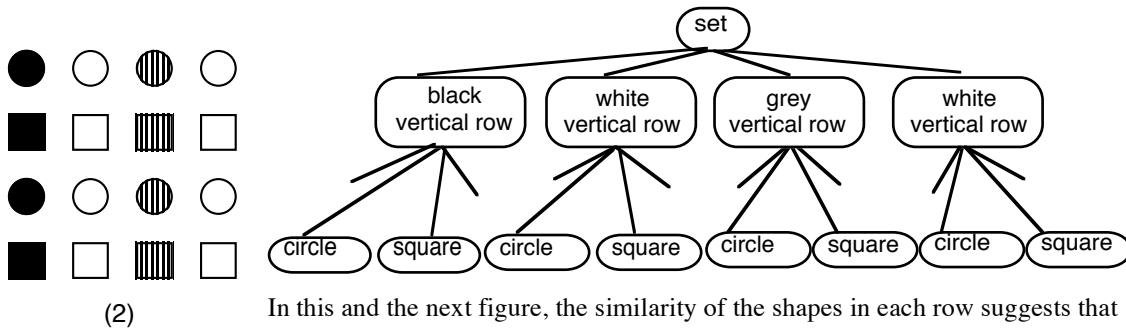 set
black
vertical row
white
vertical row
grey
vertical row
white
vertical row
circle
square
circle
square
circle
square
circle
square
(2)
In this and the next figure, the similarity of the shapes in each row suggests that